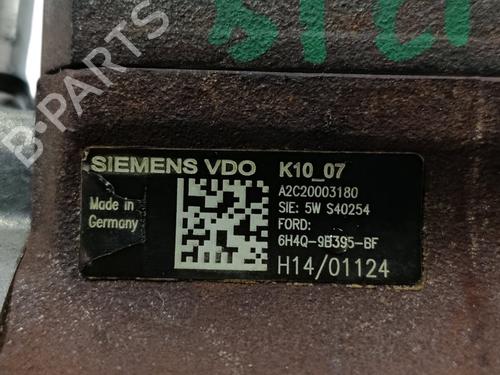 B-PARTS
SIEMENS VDO K10_07
A2C20003180
Made in
Germany
SIE: 5W S40254
FORD:
6H4Q-9B395-BF
H14/01124